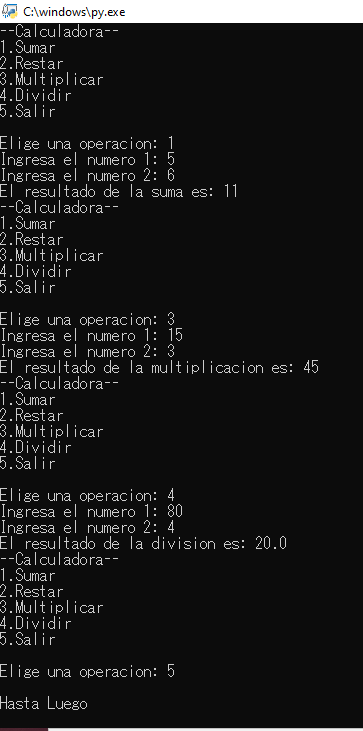 C:\windows\py.exe
--Calculadora--
1.Sumar
2.Restar
3.Multiplicar
4.Dividir
5.Salir
Elige una operacion: 1
Ingresa el numero 1: 5
Ingresa el numero 2: 6
El resultado de la suma es: 11
--Calculadora--
1.Sumar
2.Restar
3.Multiplicar
4.Dividir
5.Salir
Elige una operacion: 3
Ingresa el numero 1: 15
Ingresa el numero 2: 3
El resultado de la multiplicacion es: 45
--Calculadora--
1.Sumar
2.Restar
3.Multiplicar
4.Dividir
5.Salir
Elige una operacion: 4
Ingresa el numero 1: 80
Ingresa el numero 2: 4
El resultado de la division es: 20.0
--Calculadora--
1.Sumar
2.Restar
3.Multiplicar
4.Dividir
5.Salir
Elige una operacion: 5
Hasta Luego